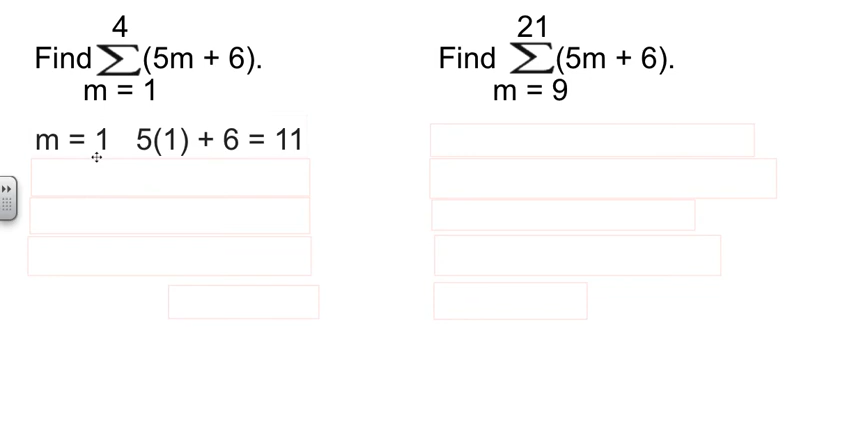 4
Find ∑(5m + 6).
m = 1
m = 1 5(1) + 6 = 11
21
Find ∑(5m + 6).
m = 9